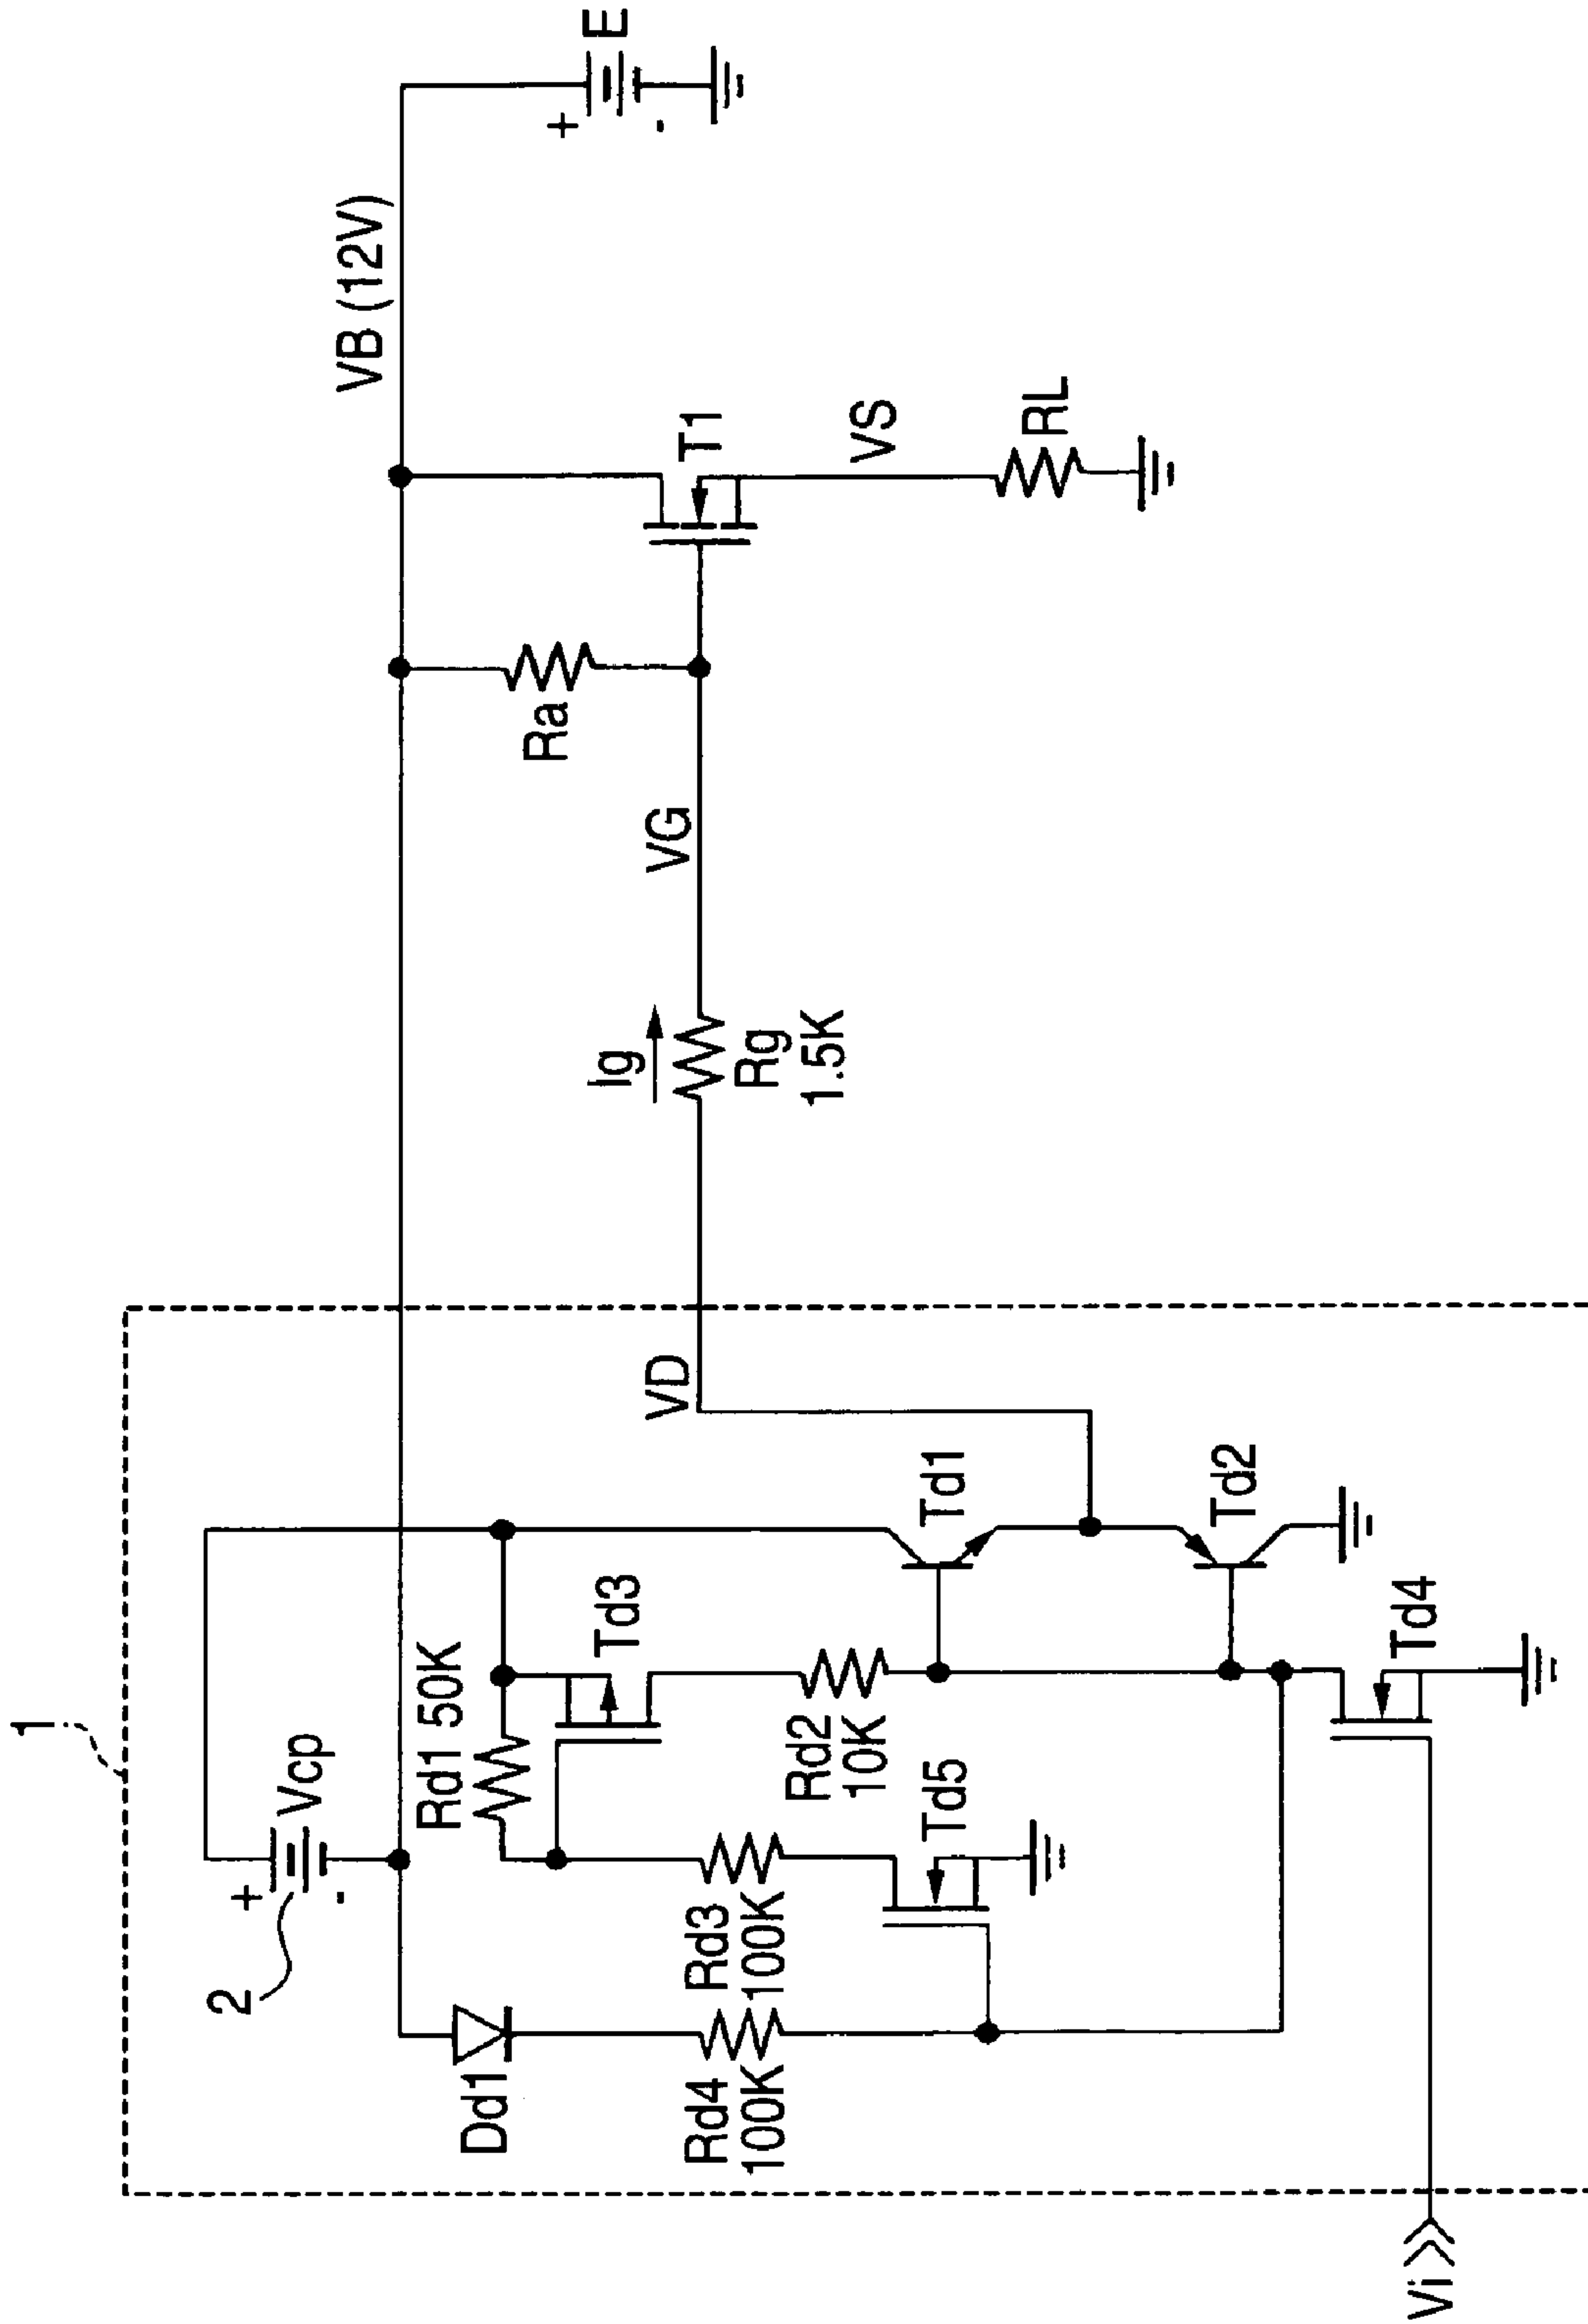 1
2
+
-
Vcp
VB (12V)
+
-
E
Rd1 50K
Td3
Ra
T1
Dd1
Rd4
100K
Rd3
100K
Rd2
10K
Td5
Td1
VD
Ig
Rg
1.5K
VG
VS
RL
Td2
Td4
Vi